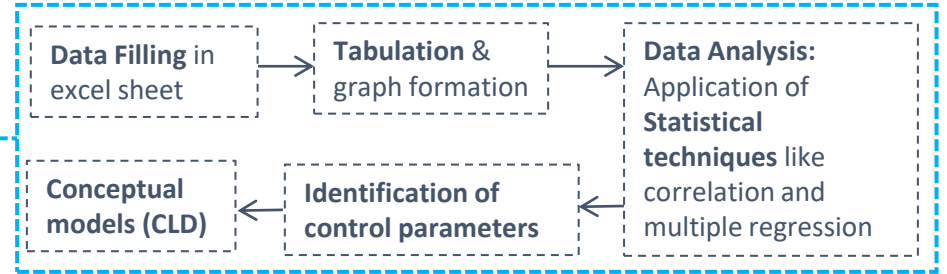 Data Filling in
excel sheet
Tabulation &
graph formation
Data Analysis:
Application of
Statistical
techniques like
correlation and
multiple regression
Identification of
control parameters
Conceptual
models (CLD)